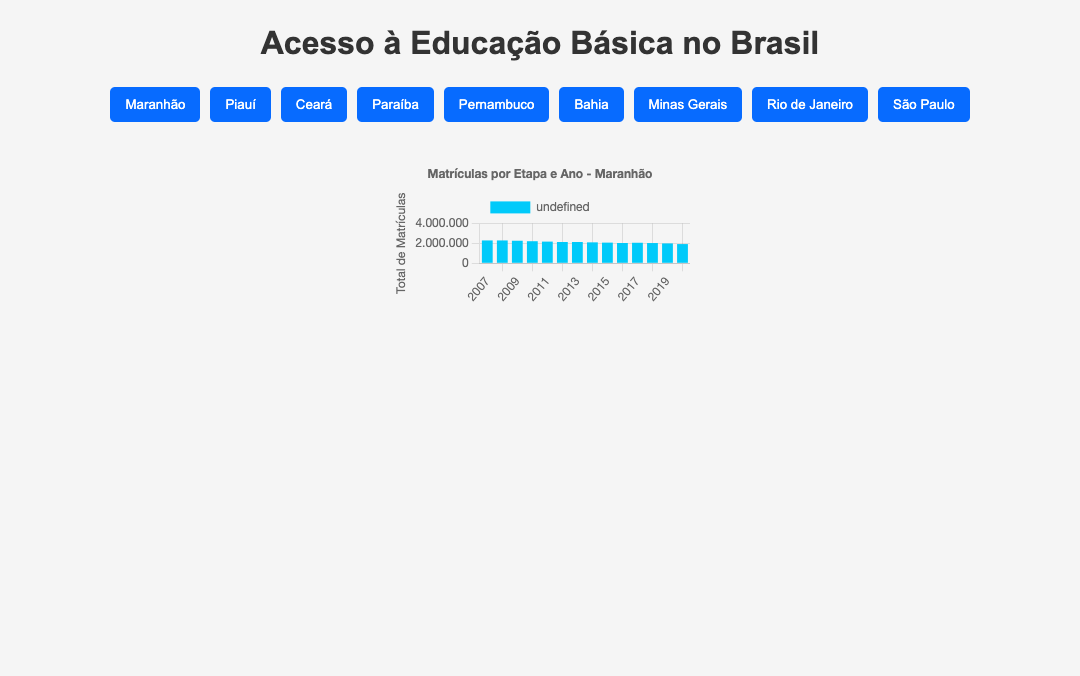 Acesso à Educação Básica no Brasil
Maranhão Piauí Ceará Paraíba Pernambuco Bahia Minas Gerais Rio de Janeiro São Paulo
Matrículas por Etapa e Ano - Maranhão
undefined
Total de Matrículas
4.000.000
2.000.000
0
2007 2009 2011 2013 2015 2017 2019